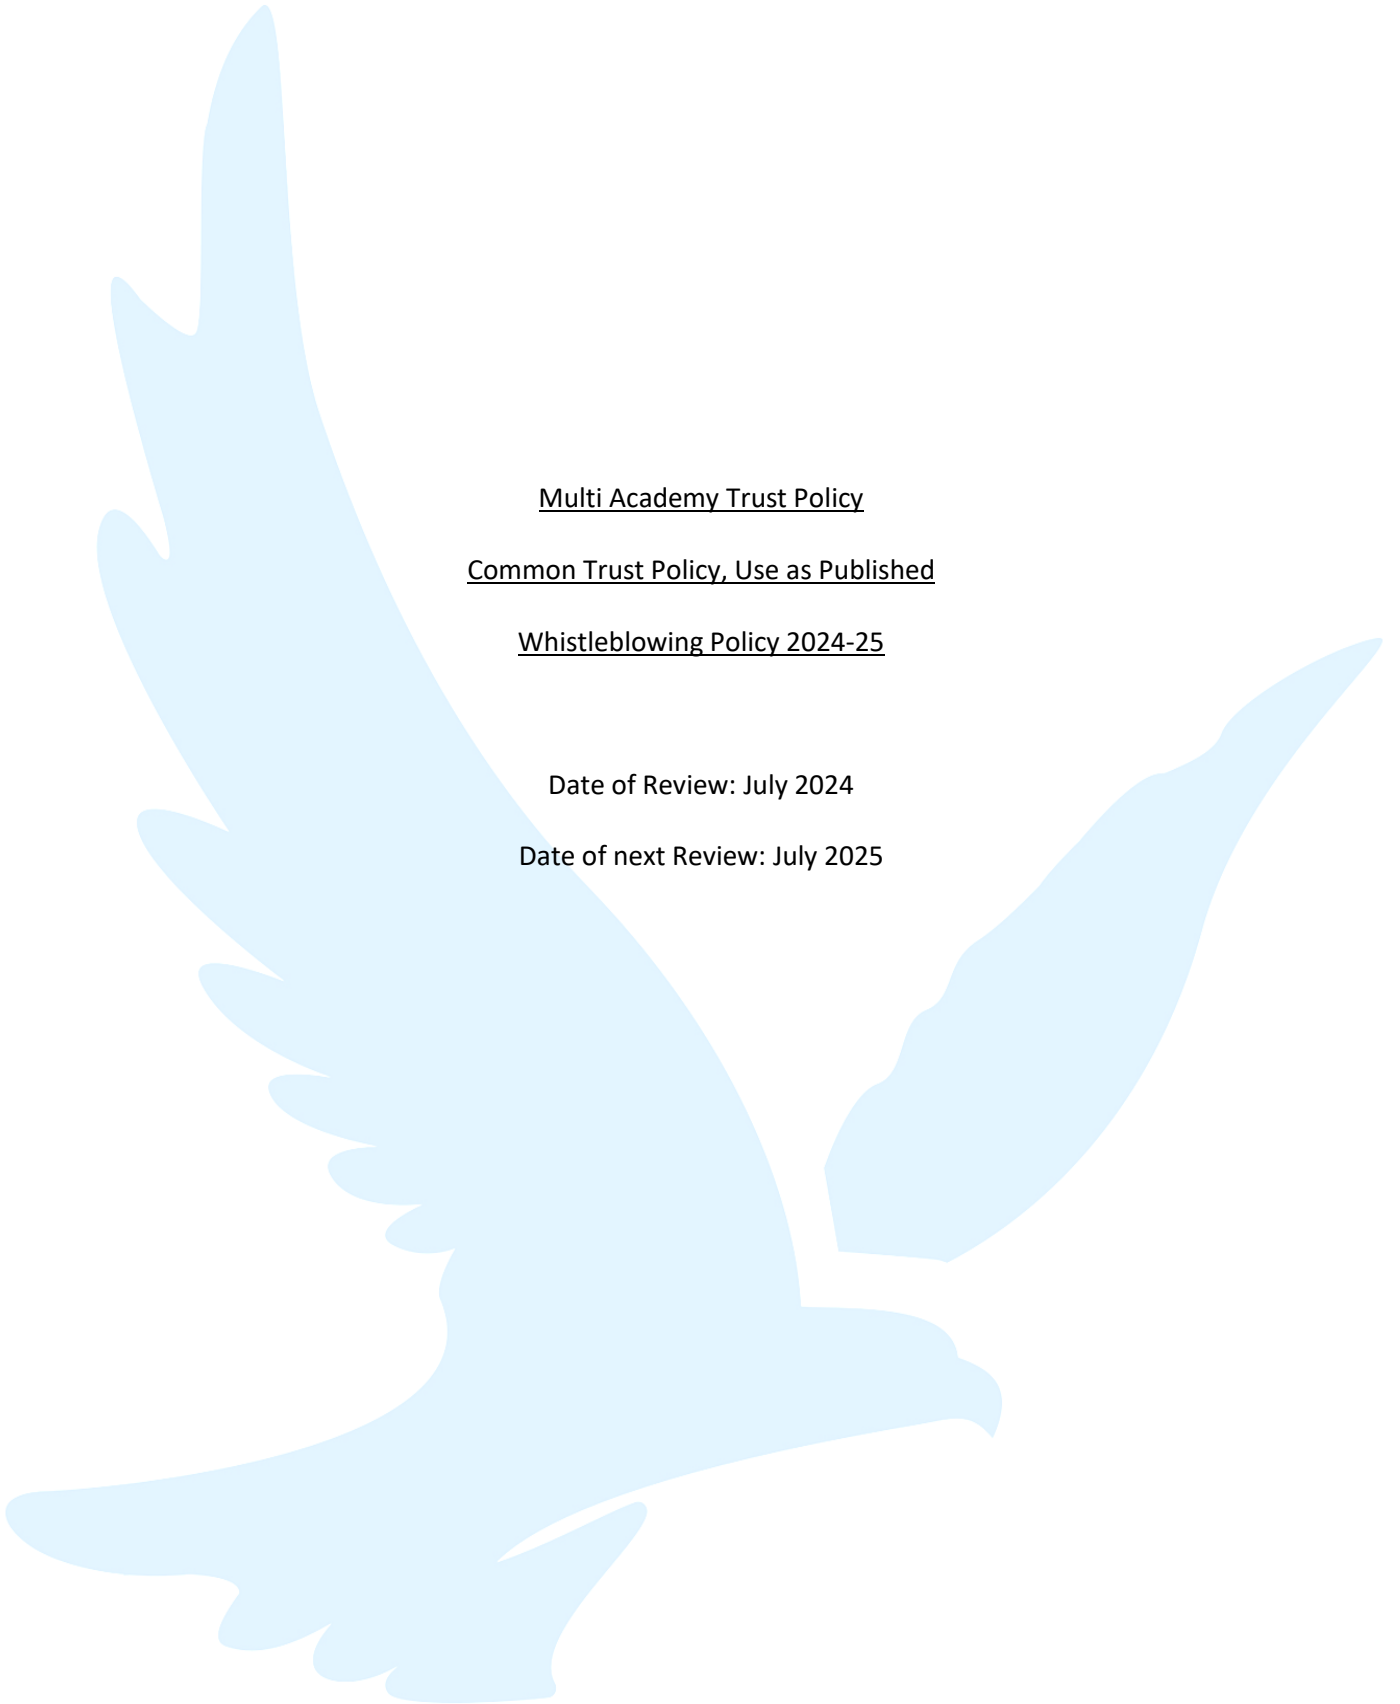 Multi Academy Trust Policy
Common Trust Policy, Use as Published
Whistleblowing Policy 2024-25
Date of Review: July 2024
Date of next Review: July 2025